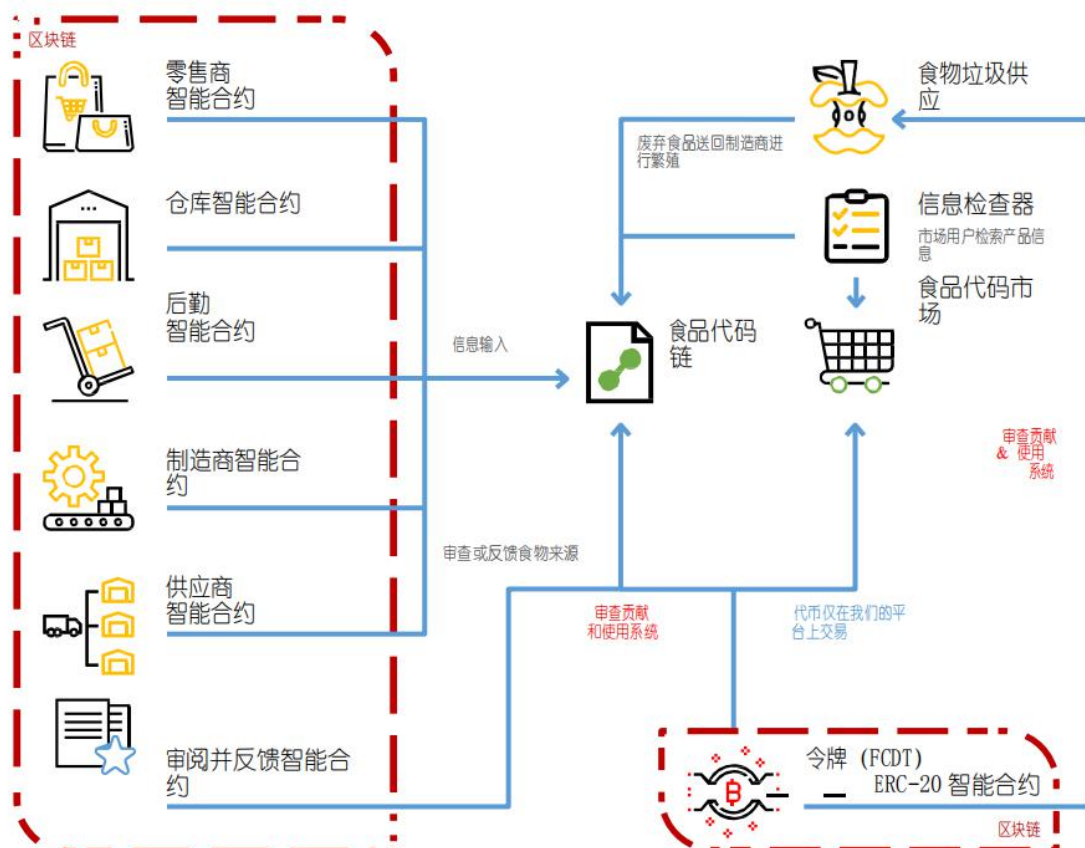 区块链
零售商
智能合约
仓库智能合约
后勤
智能合约
制造商智能合
约
供应商
智能合约
审阅并反馈智能合
约
信息输入
审查或反馈食物来源
食品代码
链
废弃食品送回制造商进
行繁殖
食物垃圾供
应
信息检查器
市场用户检索产品信
息
食品代码市
场
审查贡献
& 使用
系统
审查贡献
和使用系统
代币仅在我们的平
台上交易
令牌 (FCDT)
ERC-20 智能合约
区块链